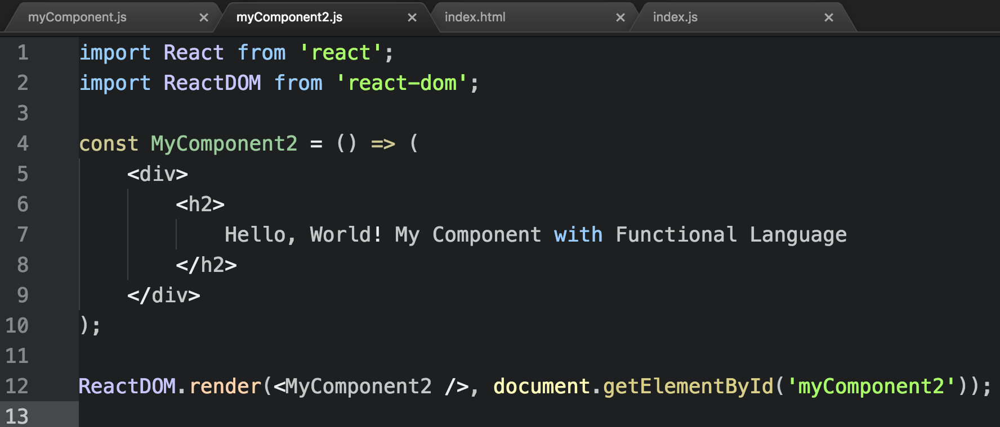 myComponent.js × myComponent2.js × index.html × index.js ×
1 import React from 'react';
2 import ReactDOM from 'react-dom';
3
4 const MyComponent2 = () => (
5     <div>
6         <h2>
7             Hello, World! My Component with Functional Language
8         </h2>
9     </div>
10 );
11
12 ReactDOM.render(<MyComponent2 />, document.getElementById('myComponent2'));
13